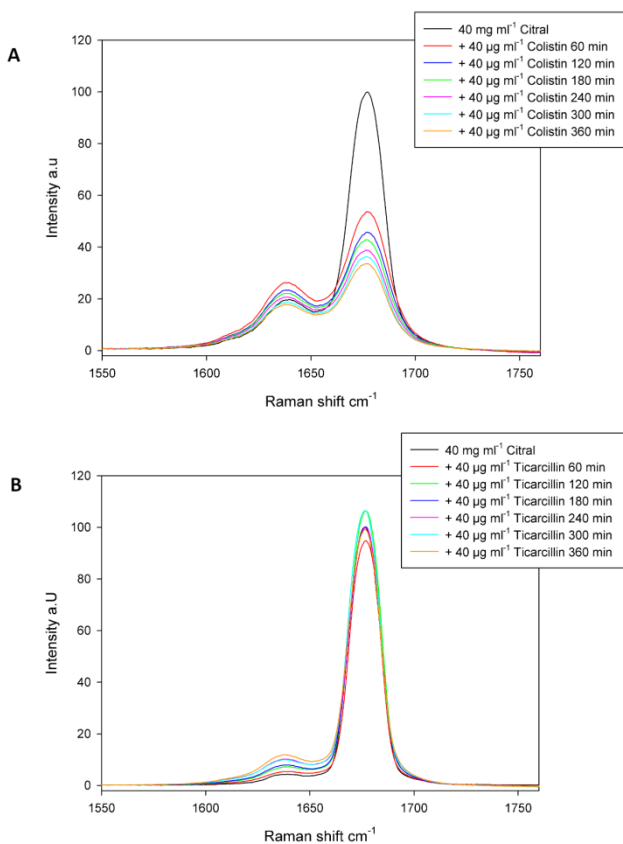 A
40 mg ml⁻¹ Citral
+ 40 µg ml⁻¹ Colistin 60 min
+ 40 µg ml⁻¹ Colistin 120 min
+ 40 µg ml⁻¹ Colistin 180 min
+ 40 µg ml⁻¹ Colistin 240 min
+ 40 µg ml⁻¹ Colistin 300 min
+ 40 µg ml⁻¹ Colistin 360 min
120
100
80
60
40
20
0
Intensity a.u
1550 1600 1650 1700 1750
Raman shift cm⁻¹
B
40 mg ml⁻¹ Citral
+ 40 µg ml⁻¹ Ticarcillin 60 min
+ 40 µg ml⁻¹ Ticarcillin 120 min
+ 40 µg ml⁻¹ Ticarcillin 180 min
+ 40 µg ml⁻¹ Ticarcillin 240 min
+ 40 µg ml⁻¹ Ticarcillin 300 min
+ 40 µg ml⁻¹ Ticarcillin 360 min
120
100
80
60
40
20
0
Intensity a.U
1550 1600 1650 1700 1750
Raman shift cm⁻¹